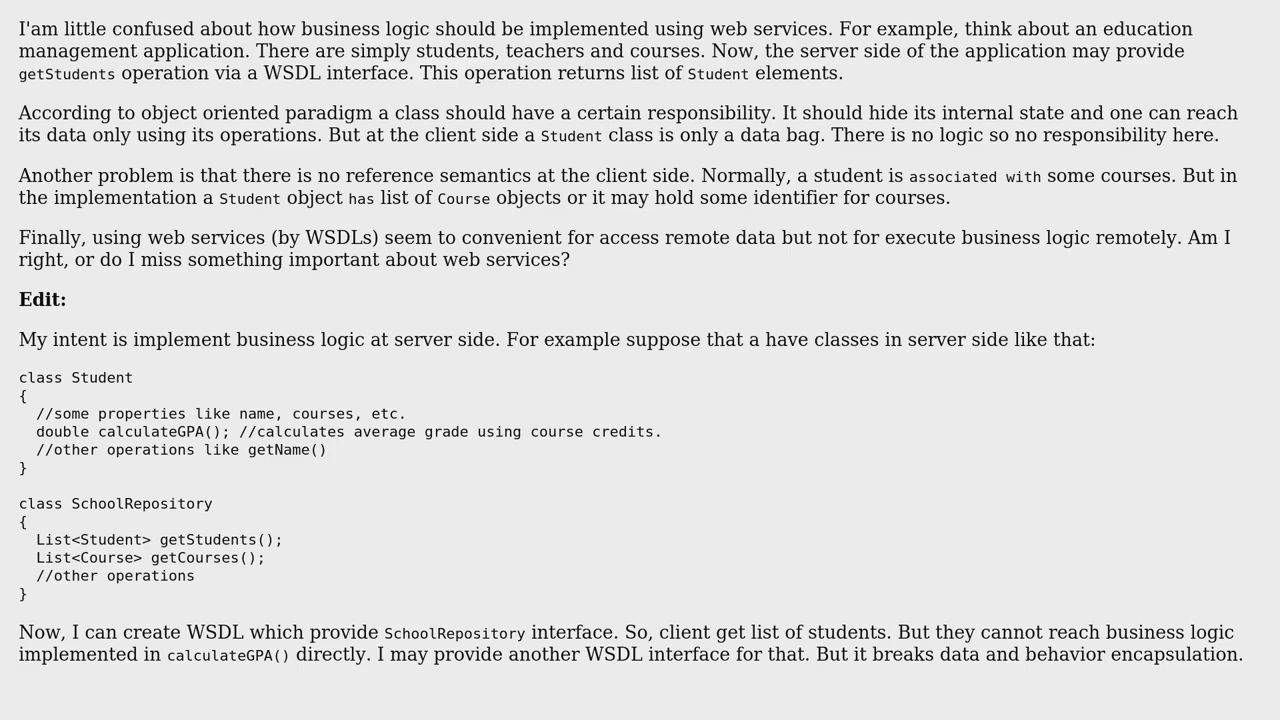 I'am little confused about how business logic should be implemented using web services. For example, think about an education
management application. There are simply students, teachers and courses. Now, the server side of the application may provide
getStudents operation via a WSDL interface. This operation returns list of Student elements.
According to object oriented paradigm a class should have a certain responsibility. It should hide its internal state and one can reach
its data only using its operations. But at the client side a Student class is only a data bag. There is no logic so no responsibility here.
Another problem is that there is no reference semantics at the client side. Normally, a student is associated with some courses. But in
the implementation a Student object has list of Course objects or it may hold some identifier for courses.
Finally, using web services (by WSDLs) seem to convenient for access remote data but not for execute business logic remotely. Am I
right, or do I miss something important about web services?
Edit:
My intent is implement business logic at server side. For example suppose that a have classes in server side like that:
class Student
{
  //some properties like name, courses, etc.
  double calculateGPA(); //calculates average grade using course credits.
  //other operations like getName()
}
class SchoolRepository
{
  List<Student> getStudents();
  List<Course> getCourses();
  //other operations
}
Now, I can create WSDL which provide SchoolRepository interface. So, client get list of students. But they cannot reach business logic
implemented in calculateGPA() directly. I may provide another WSDL interface for that. But it breaks data and behavior encapsulation.